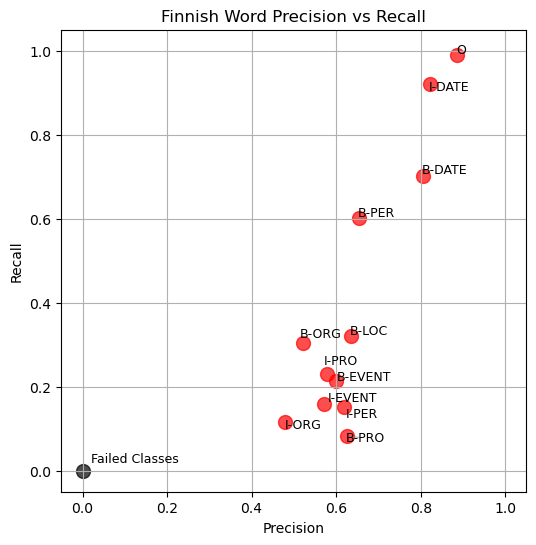 Finnish Word Precision vs Recall
1.0
0.8
0.6
0.4
0.2
0.0
Recall
O
I-DATE
B-DATE
B-PER
B-ORG
B-LOC
I-PRO
B-EVENT
I-EVENT
I-PER
I-ORG
B-PRO
Failed Classes
0.0 0.2 0.4 0.6 0.8 1.0
Precision